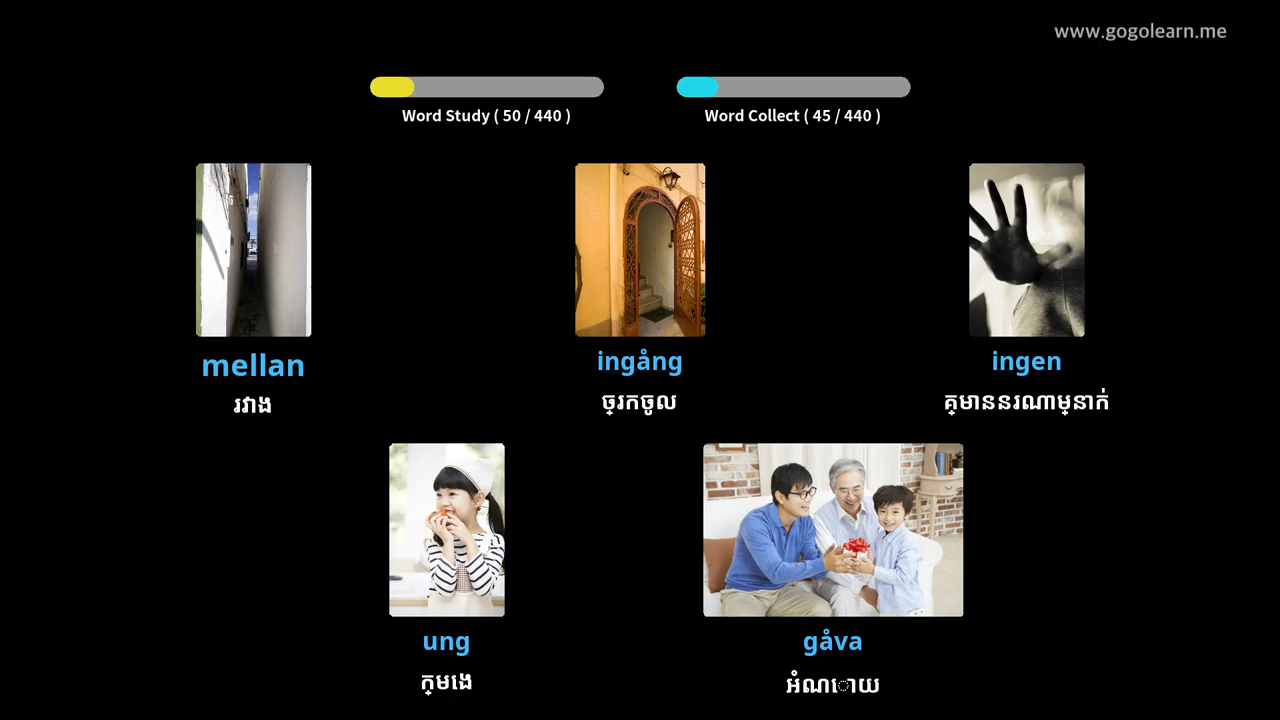 www.gogolearn.me
Word Study ( 50 / 440 )
Word Collect ( 45 / 440 )
mellan
រវាង
ingång
ច្រកចូល
ingen
គ្មាននរណាម្នាក់
ung
ក្មេង
gåva
អំណោយ